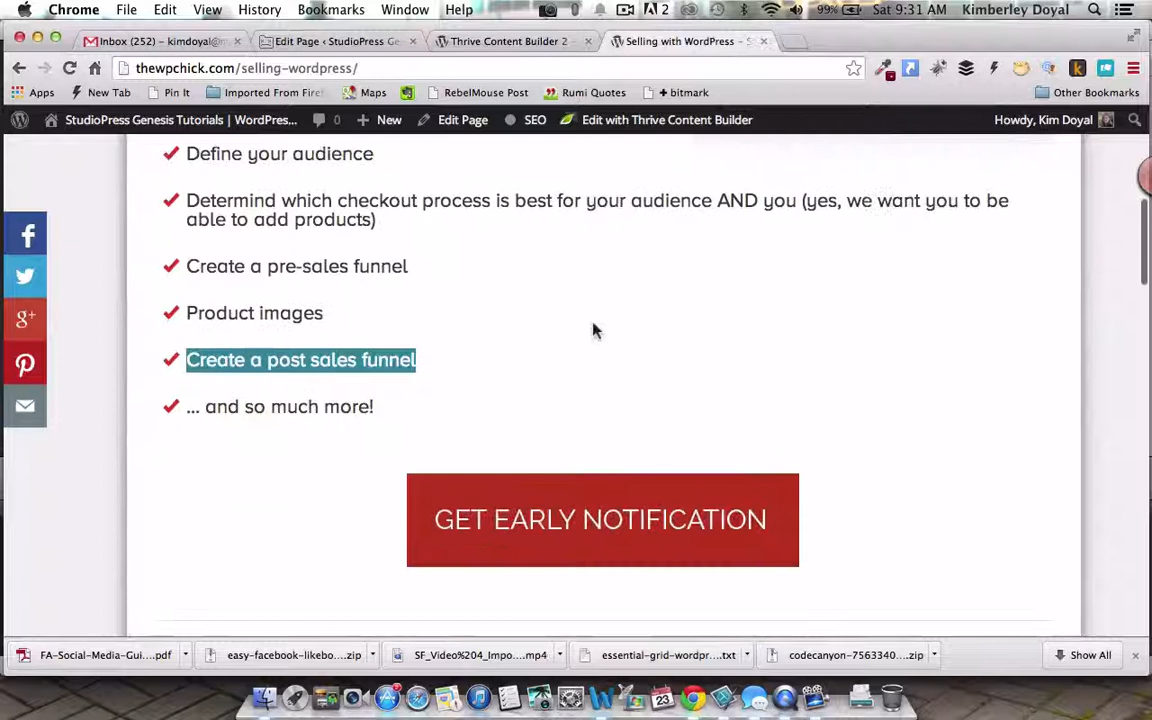 Chrome File Edit View History Bookmarks Window Help 2 99% Sat 9:31 AM Kimberley Doyal
Inbox (252) – kimdoyal@ Edit Page ‹ StudioPress Ge Thrive Content Builder 2 Selling with WordPress – S
thewpchick.com/selling-wordpress/
Apps New Tab Pin It Imported From Firef Maps RebelMouse Post Rumi Quotes + bitmark Other Bookmarks
StudioPress Genesis Tutorials | WordPres... 0 New Edit Page SEO Edit with Thrive Content Builder Howdy, Kim Doyal
Define your audience
Determind which checkout process is best for your audience AND you (yes, we want you to be
able to add products)
Create a pre-sales funnel
Product images
Create a post sales funnel
... and so much more!
GET EARLY NOTIFICATION
FA-Social-Media-Gui....pdf easy-facebook-likebo....zip SF_Video%204_Impo....mp4 essential-grid-wordpr....txt codecanyon-7563340....zip Show All